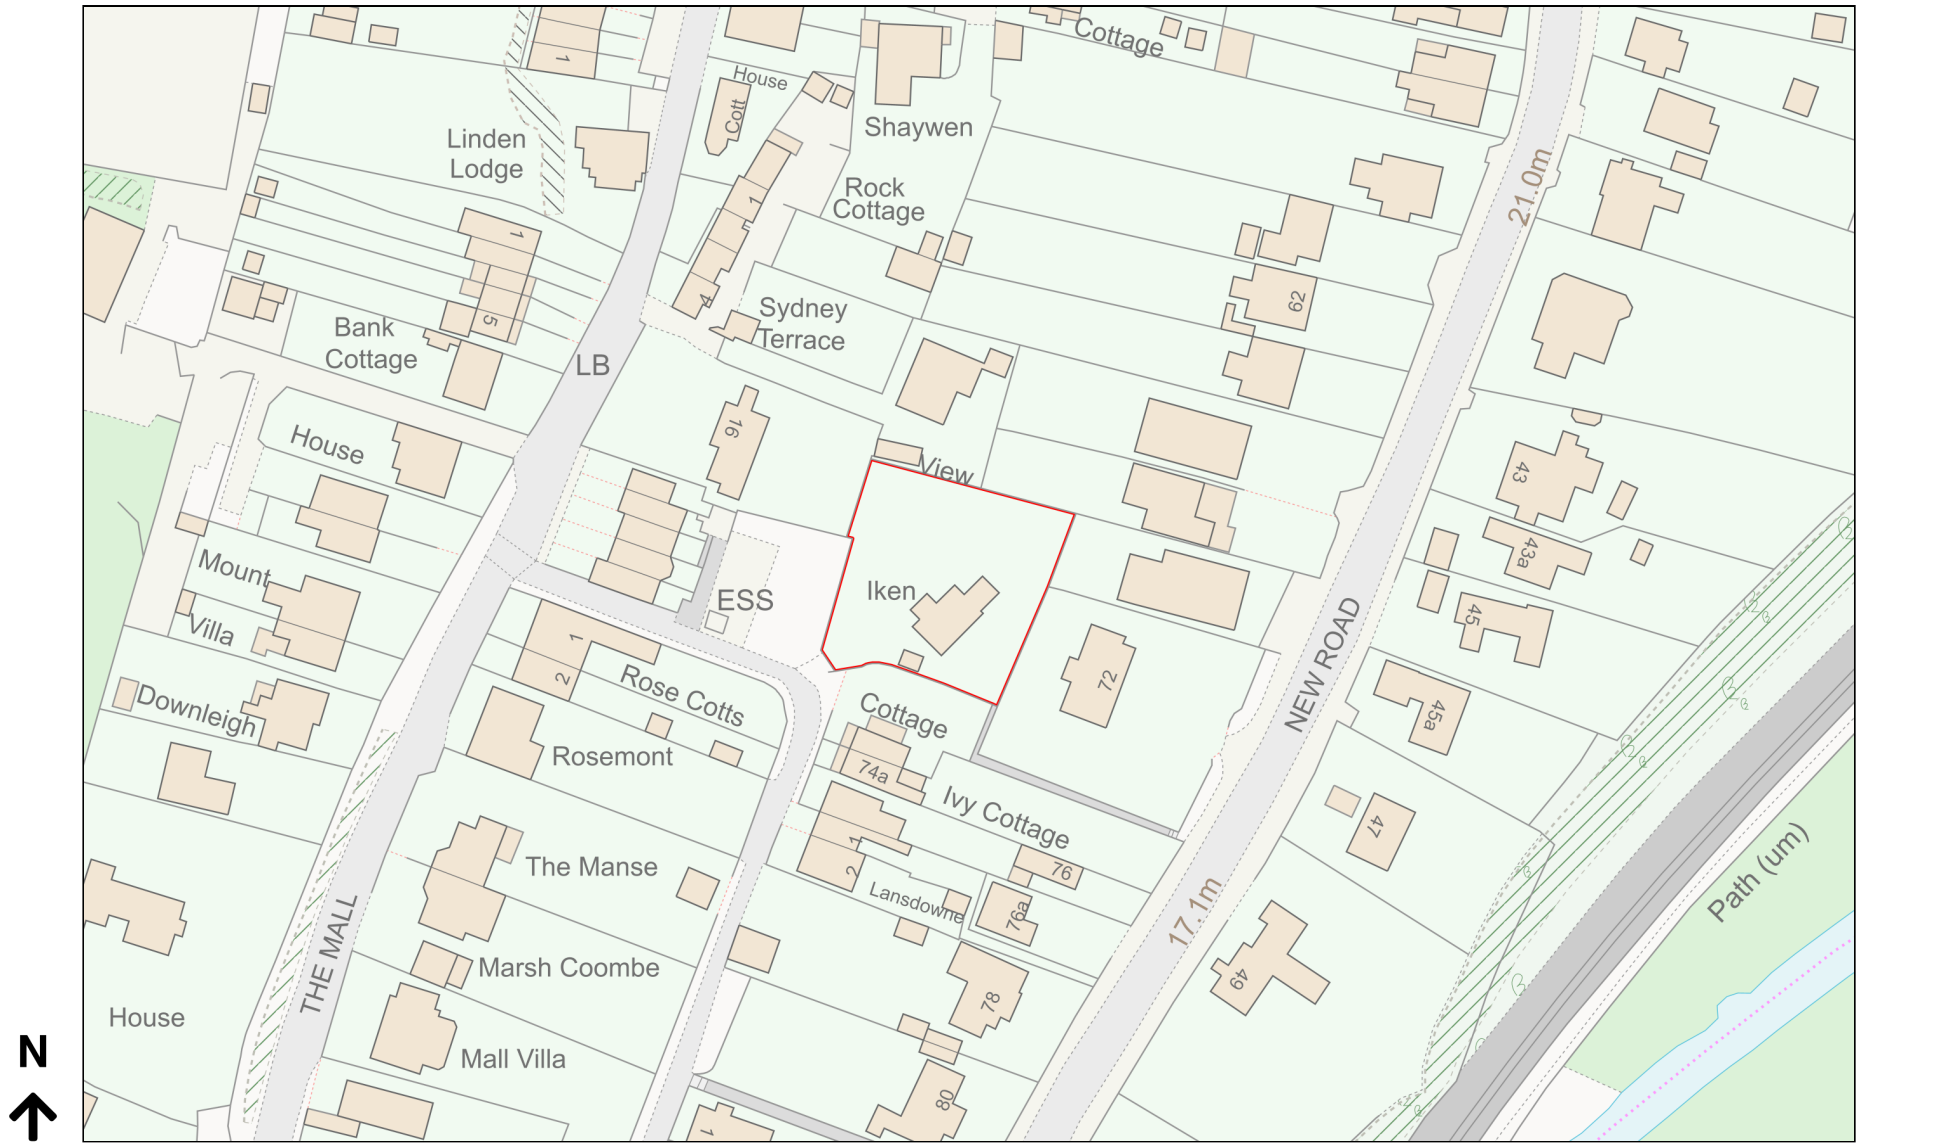 Cottage
1
House
Cott
Shaywen
Linden
Lodge
21.0m
Rock
Cottage
1
1
4
62
Sydney
Terrace
5
Bank
Cottage
LB
16
House
View
43
43a
Mount
Iken
ESS
45
Villa
1
2
Rose Cotts
72
NEW ROAD
Downleigh
Cottage
45a
Rosemont
74a
Ivy Cottage
47
1
The Manse
2
76
Lansdowne
76a
Path (um)
17.1m
THE MALL
Marsh Coombe
49
78
House
Mall Villa
80
1
N